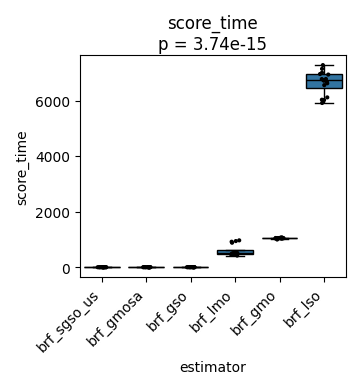 score_time
p = 3.74e-15
score_time
6000
4000
2000
0
brf_sgso_us
brf_gmosa
brf_gso
brf_lmo
brf_gmo
brf_lso
estimator